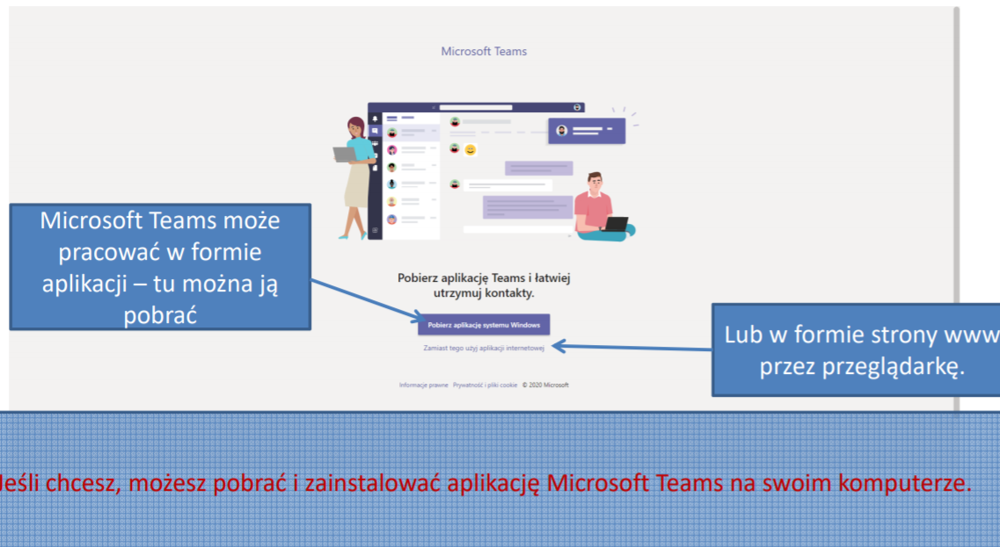 Microsoft Teams
Microsoft Teams może
pracować w formie
aplikacji – tu można ją
pobrać
Pobierz aplikację Teams i łatwiej
utrzymuj kontakty.
Pobierz aplikację systemu Windows
Zamiast tego użyj aplikacji internetowej
Lub w formie strony www
przez przeglądarkę.
Informacje prawne Prywatność i pliki cookie © 2020 Microsoft
Jeśli chcesz, możesz pobrać i zainstalować aplikację Microsoft Teams na swoim komputerze.